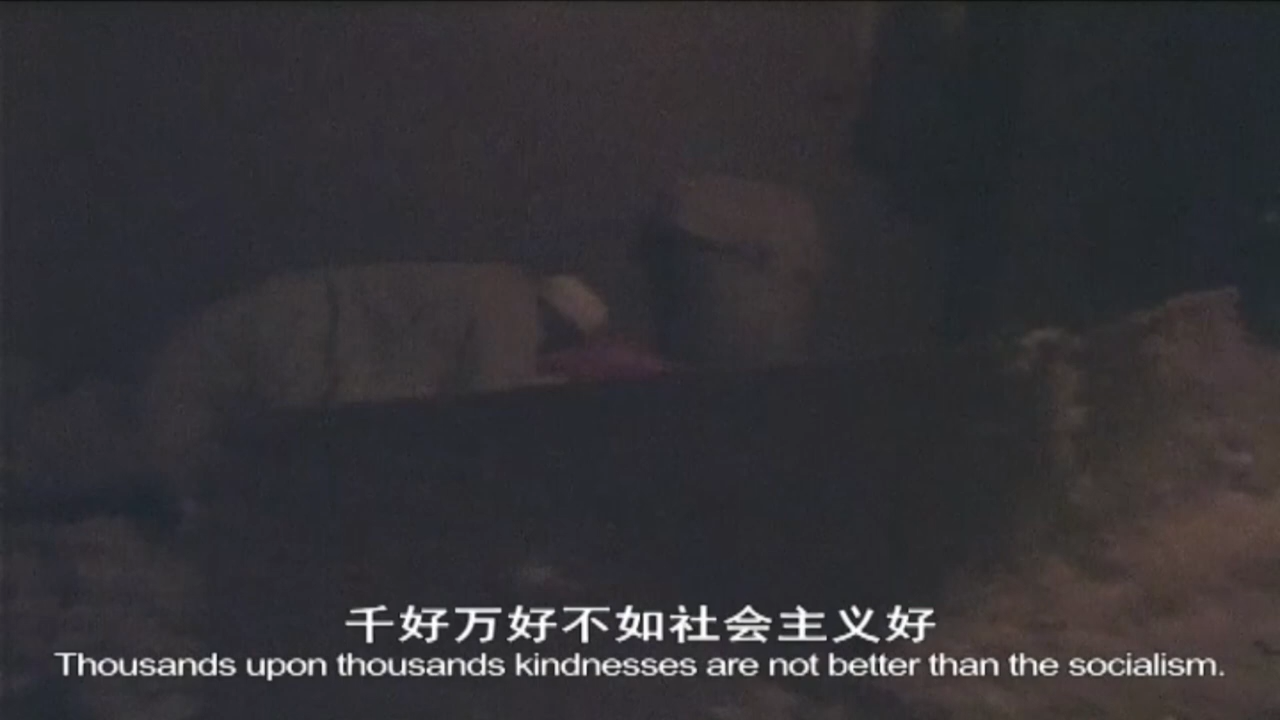 千好万好不如社会主义好
Thousands upon thousands kindnesses are not better than the socialism.